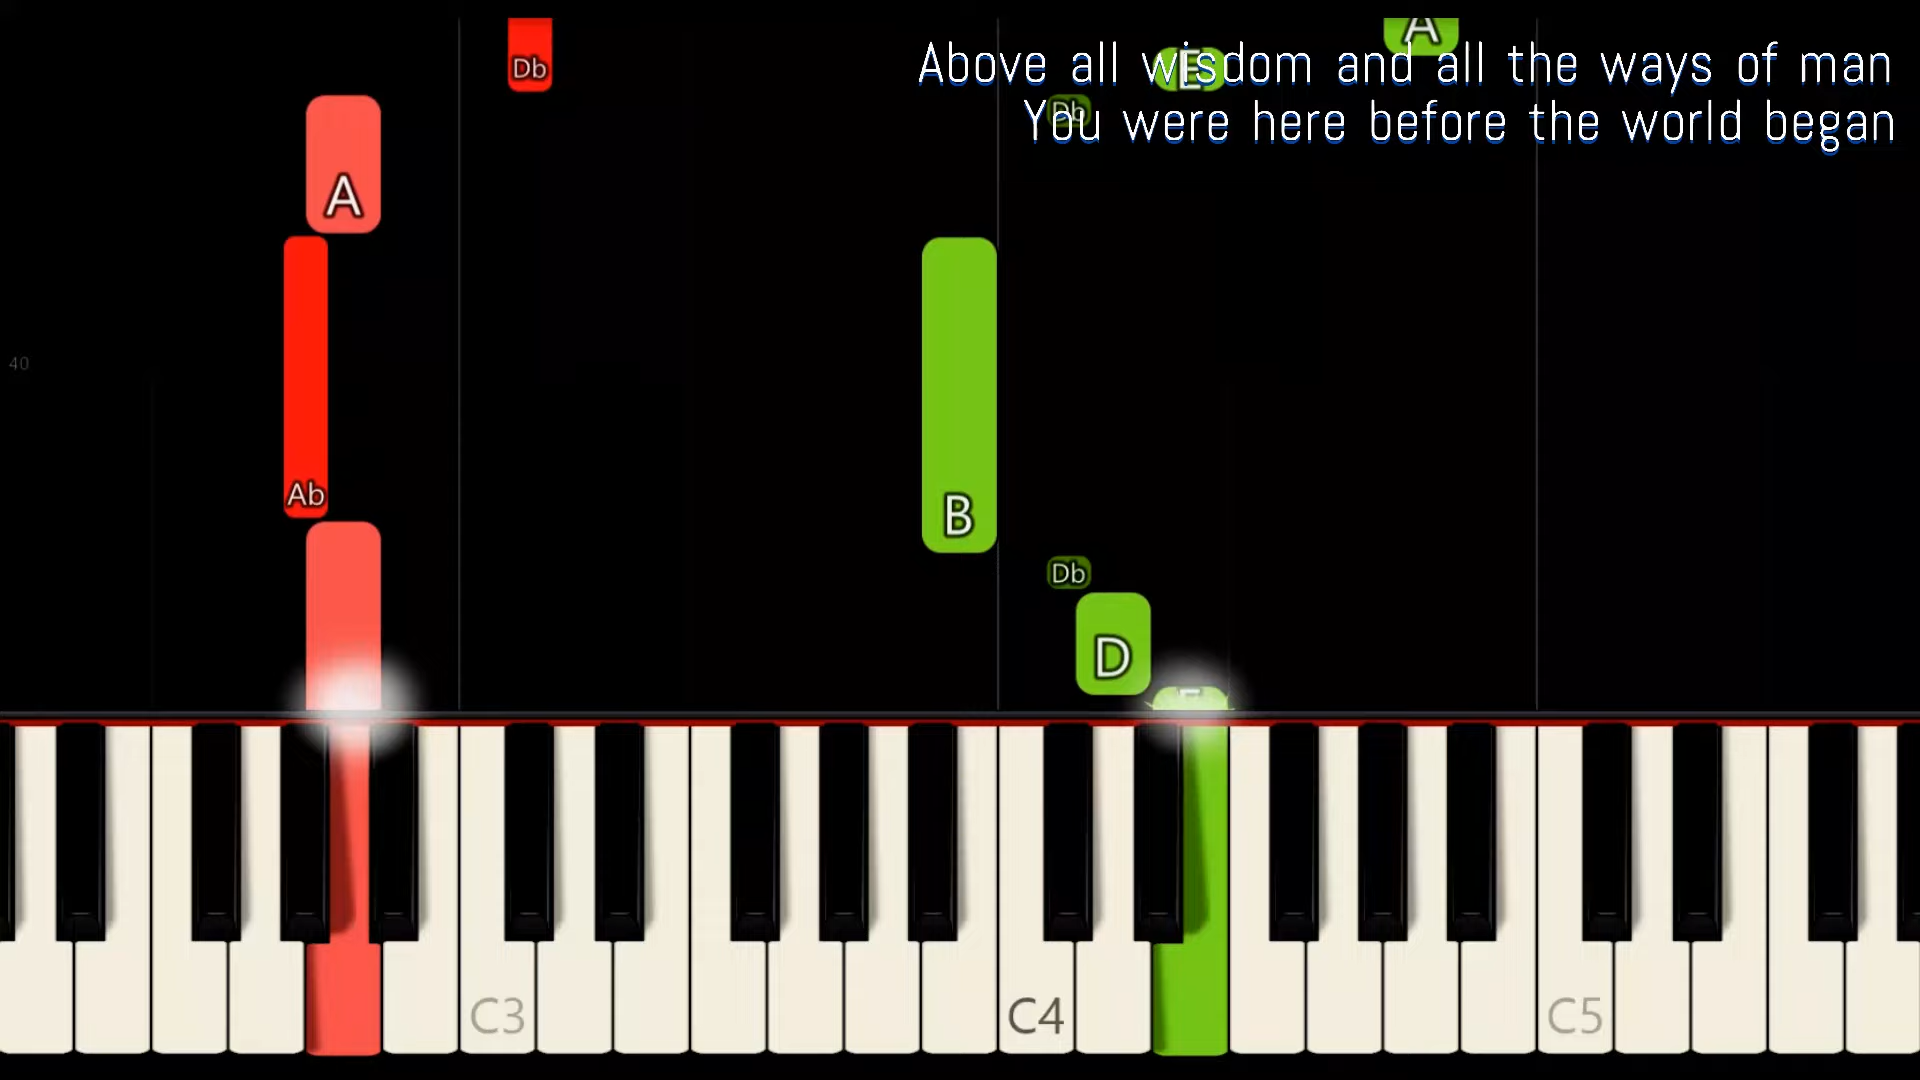 A
Db
Above all wisdom and all the ways of man
E
Db
You were here before the world began
A
40
Ab
B
Db
D
C3
C4
C5